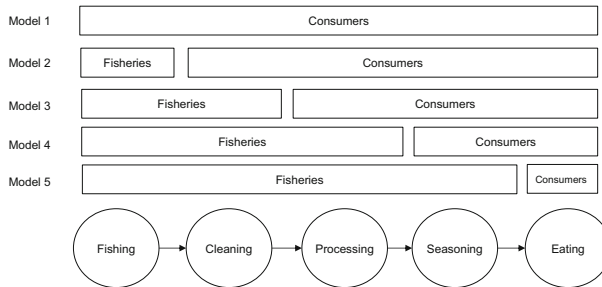 Model 1 Consumers
Model 2 Fisheries Consumers
Model 3 Fisheries Consumers
Model 4 Fisheries Consumers
Model 5 Fisheries Consumers
Fishing Cleaning Processing Seasoning Eating